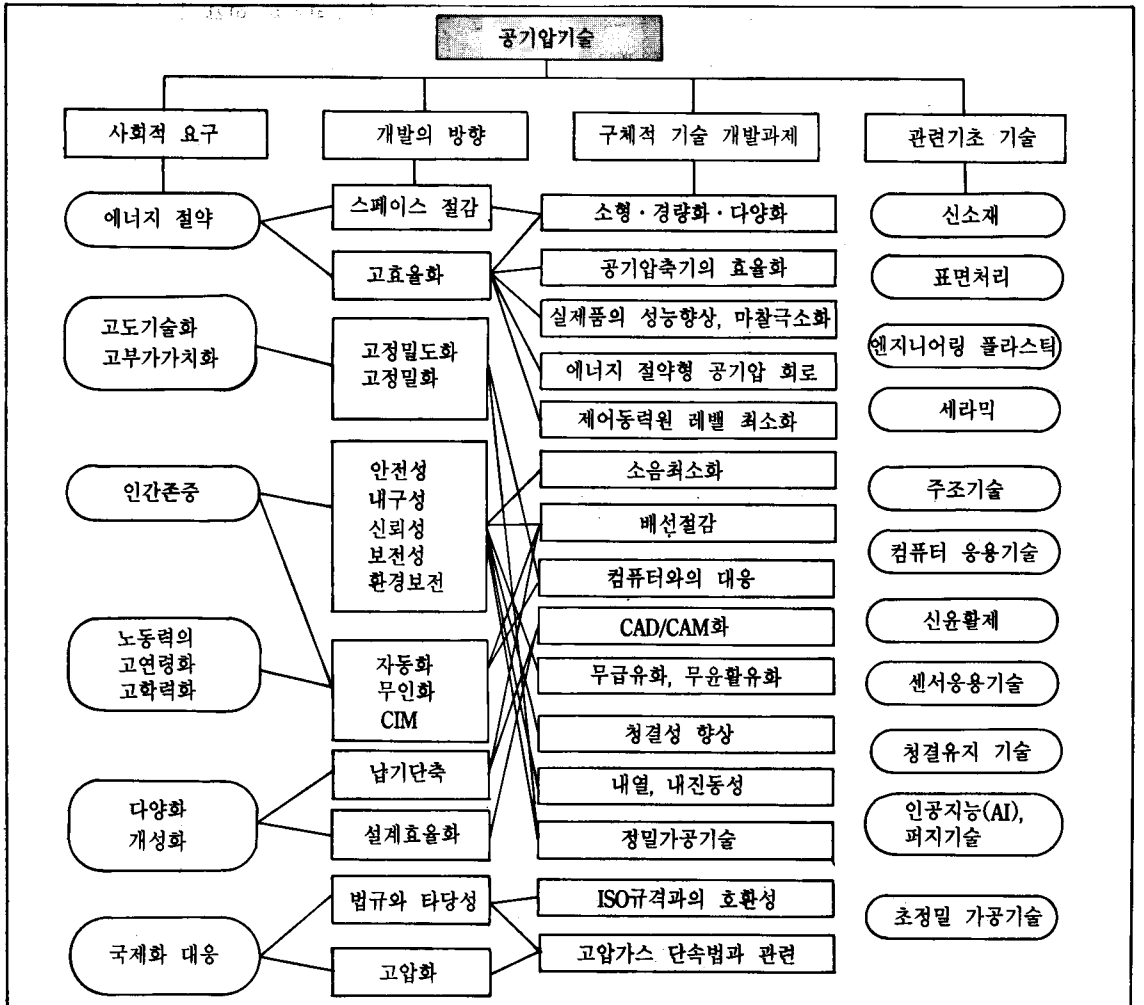 공기압기술
사회적 요구
개발의 방향
구체적 기술 개발과제
관련기초 기술
에너지 절약
고도기술화
고부가가치화
인간존중
노동력의
고연령화
고학력화
다양화
개성화
국제화 대응
스페이스 절감
고효율화
고정밀도화
고정밀화
안전성
내구성
신뢰성
보전성
환경보전
자동화
무인화
CIM
납기단축
설계효율화
법규와 타당성
고압화
소형·경량화·다양화
공기압축기의 효율화
실제품의 성능향상, 마찰극소화
에너지 절약형 공기압 회로
제어동력원 레밸 최소화
소음최소화
배선절감
컴퓨터와의 대응
CAD/CAM화
무급유화, 무윤활유화
청결성 향상
내열, 내진동성
정밀가공기술
ISO규격과의 호환성
고압가스 단속법과 관련
신소재
표면처리
엔지니어링 플라스틱
세라믹
주조기술
컴퓨터 응용기술
신윤활제
센서응용기술
청결유지 기술
인공지능(AI),
퍼지기술
초정밀 가공기술